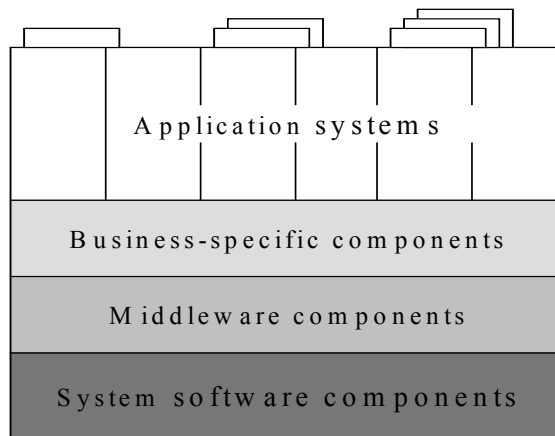 Application systems
Business-specific components
Middleware components
System software components